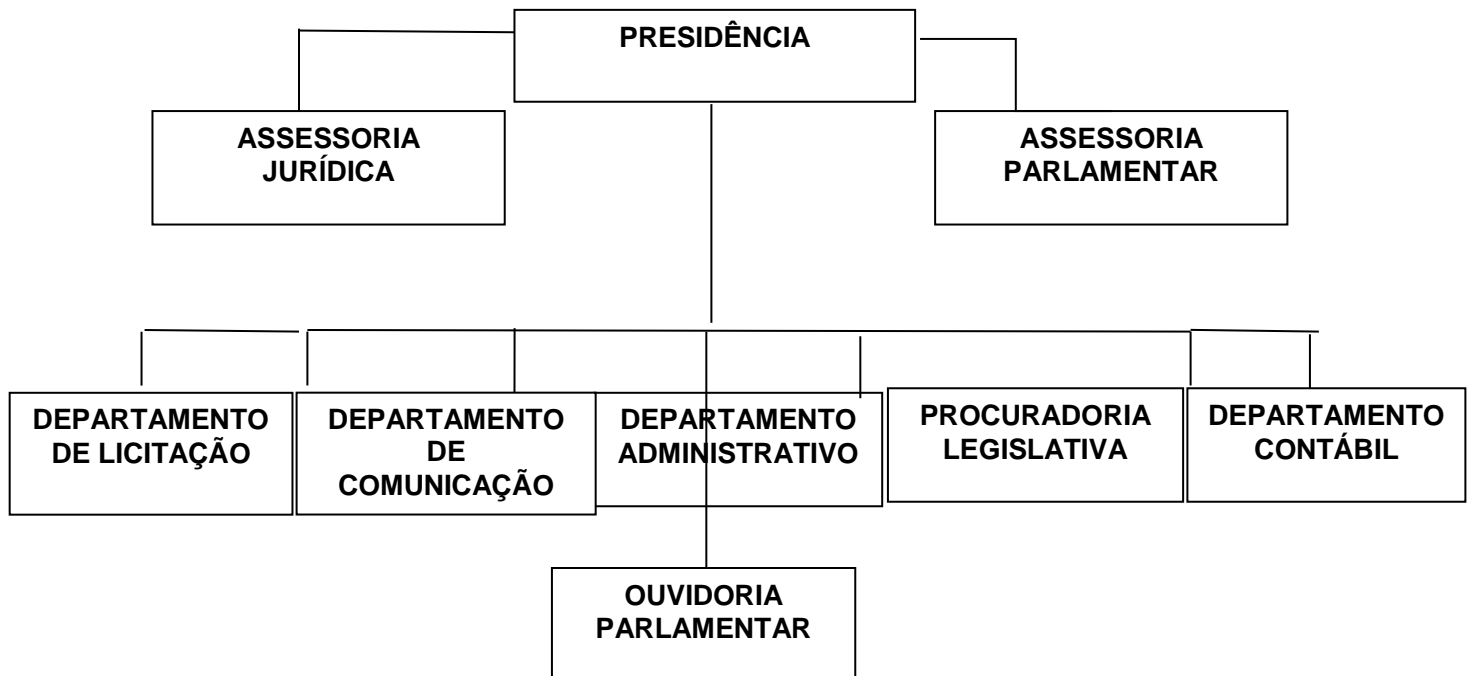 PRESIDÊNCIA
ASSESSORIA
JURÍDICA
ASSESSORIA
PARLAMENTAR
DEPARTAMENTO
DE LICITAÇÃO
DEPARTAMENTO
DE
COMUNICAÇÃO
DEPARTAMENTO
ADMINISTRATIVO
PROCURADORIA
LEGISLATIVA
DEPARTAMENTO
CONTÁBIL
OUVIDORIA
PARLAMENTAR